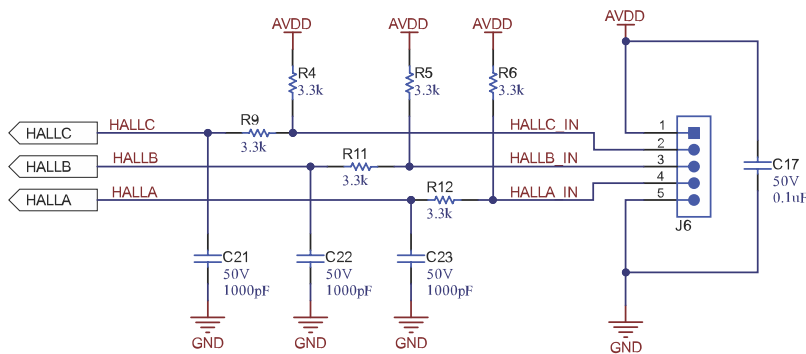 AVDD
AVDD
AVDD
AVDD
R4
3.3k
R5
3.3k
R6
3.3k
HALLC
HALLC
R9
3.3k
HALLC_IN
1
HALLB
HALLB
R11
3.3k
HALLB_IN
2
3
HALLA
HALLA
R12
3.3k
HALLA_IN
4
5
J6
C17
50V
0.1uF
C21
50V
1000pF
C22
50V
1000pF
C23
50V
1000pF
GND
GND
GND
GND